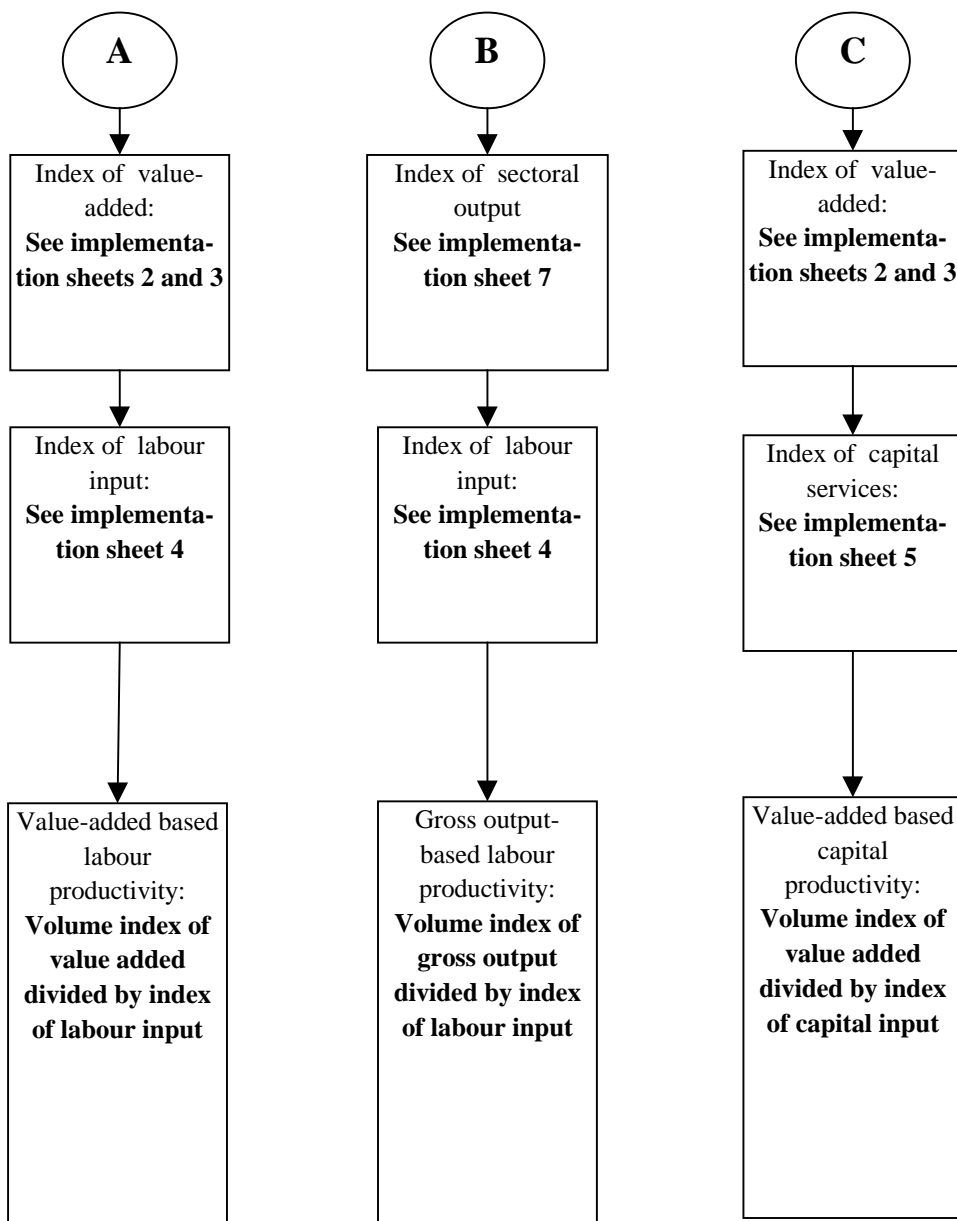 A
Index of value-
added:
See implementa-
tion sheets 2 and 3
Index of labour
input:
See implementa-
tion sheet 4
Value-added based
labour
productivity:
Volume index of
value added
divided by index
of labour input
B
Index of sectoral
output
See implementa-
tion sheet 7
Index of labour
input:
See implementa-
tion sheet 4
Gross output-
based labour
productivity:
Volume index of
gross output
divided by index
of labour input
C
Index of value-
added:
See implementa-
tion sheets 2 and 3
Index of capital
services:
See implementa-
tion sheet 5
Value-added based
capital
productivity:
Volume index of
value added
divided by index
of capital input